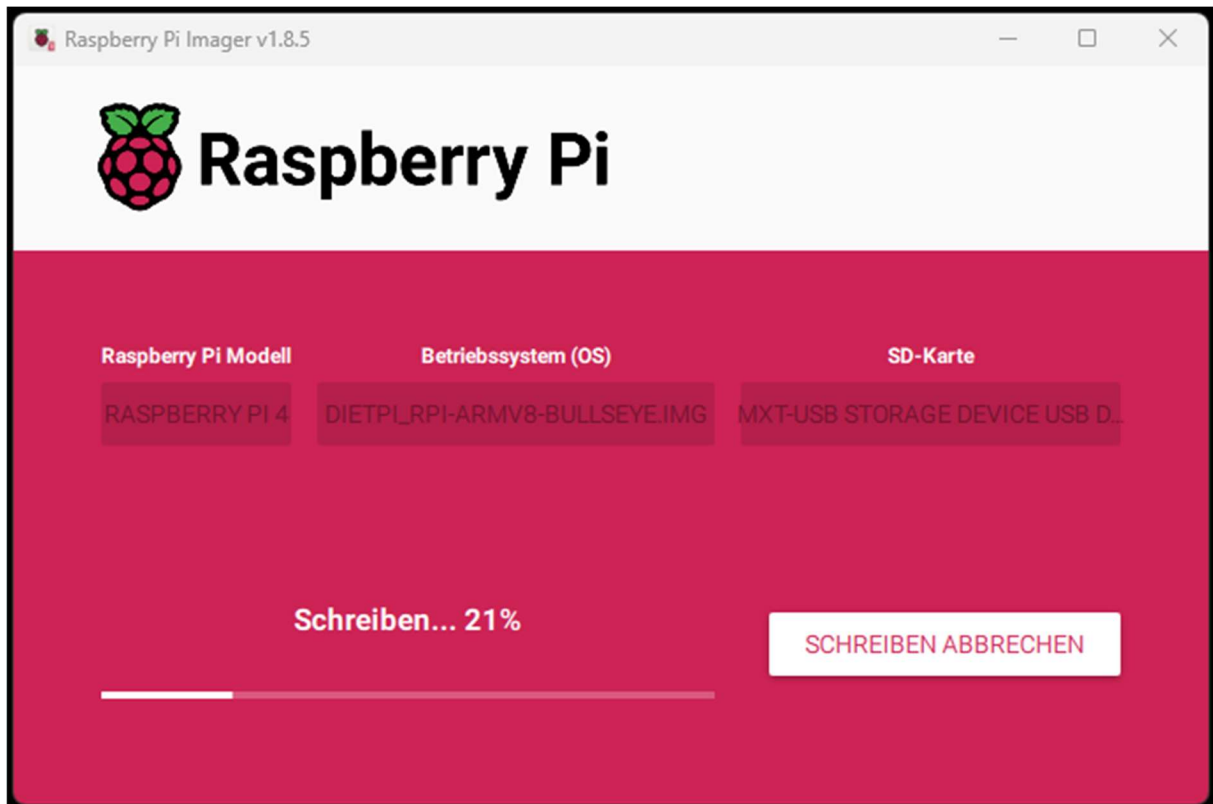 Raspberry Pi Imager v1.8.5
Raspberry Pi
Raspberry Pi Modell
Betriebssystem (OS)
SD-Karte
RASPBERRY PI 4
DIETPI_RPI-ARMV8-BULLSEYE.IMG
MXT-USB STORAGE DEVICE USB D...
Schreiben... 21%
SCHREIBEN ABBRECHEN